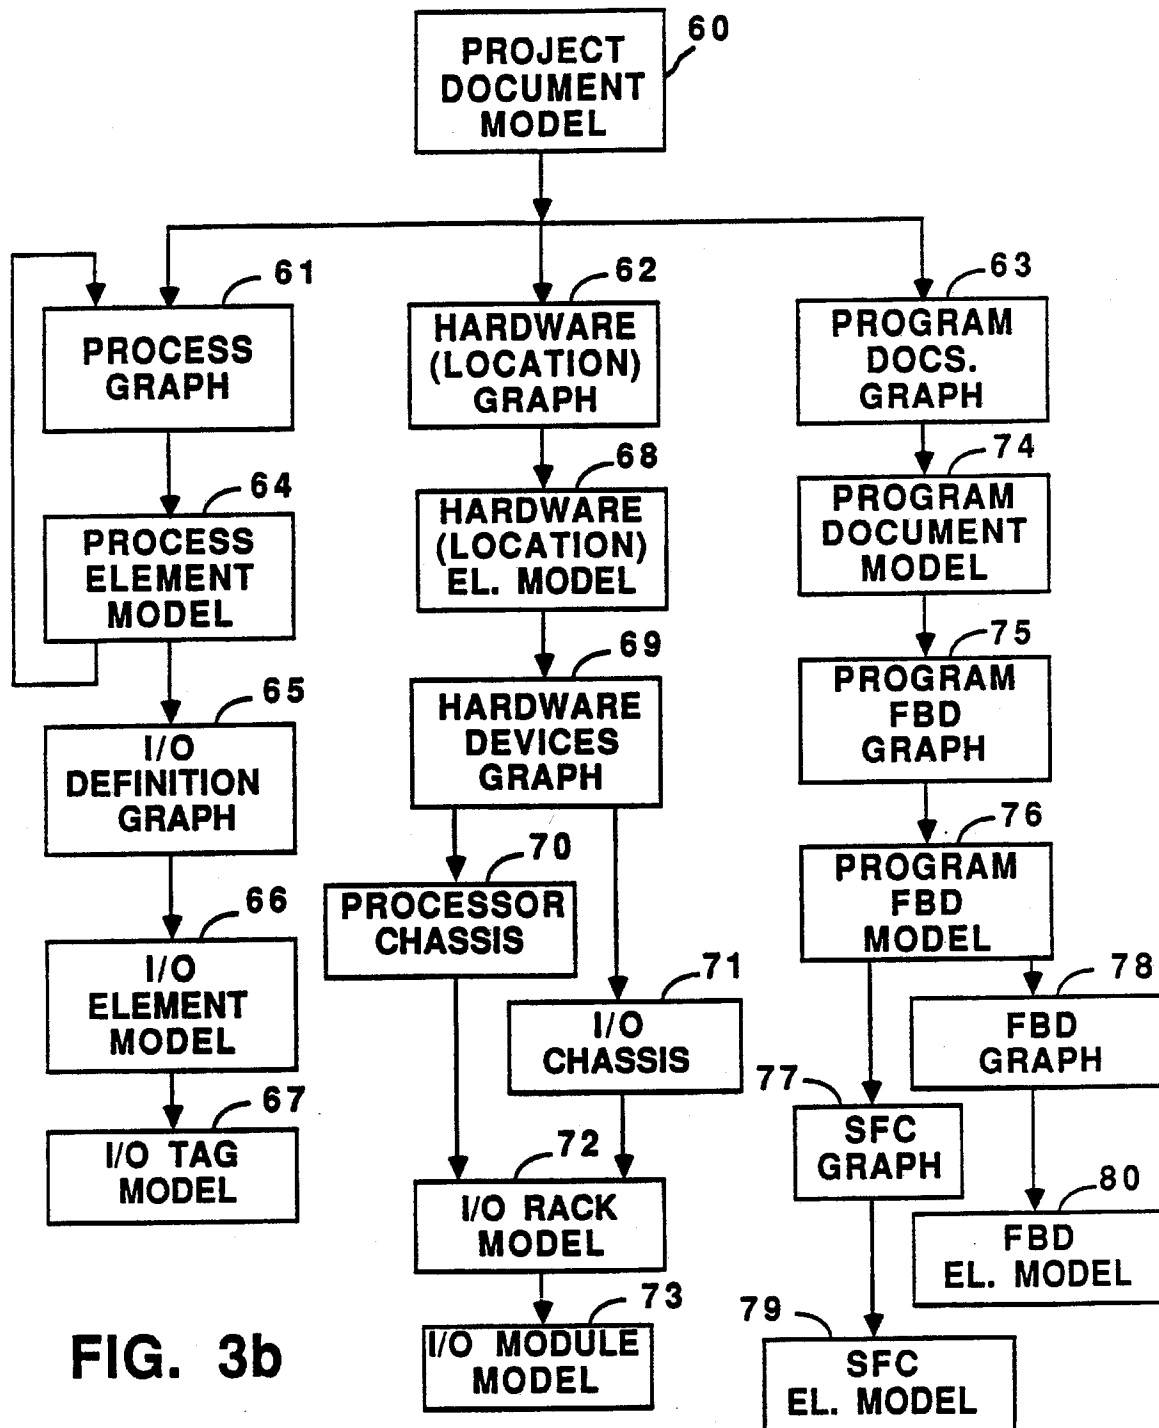 60
PROJECT
DOCUMENT
MODEL
61
PROCESS
GRAPH
62
HARDWARE
(LOCATION)
GRAPH
63
PROGRAM
DOCS.
GRAPH
64
PROCESS
ELEMENT
MODEL
68
HARDWARE
(LOCATION)
EL. MODEL
74
PROGRAM
DOCUMENT
MODEL
65
I/O
DEFINITION
GRAPH
69
HARDWARE
DEVICES
GRAPH
75
PROGRAM
FBD
GRAPH
66
I/O
ELEMENT
MODEL
70
PROCESSOR
CHASSIS
71
I/O
CHASSIS
76
PROGRAM
FBD
MODEL
78
FBD
GRAPH
67
I/O TAG
MODEL
72
I/O RACK
MODEL
77
SFC
GRAPH
80
FBD
EL. MODEL
73
I/O MODULE
MODEL
79
SFC
EL. MODEL
FIG. 3b